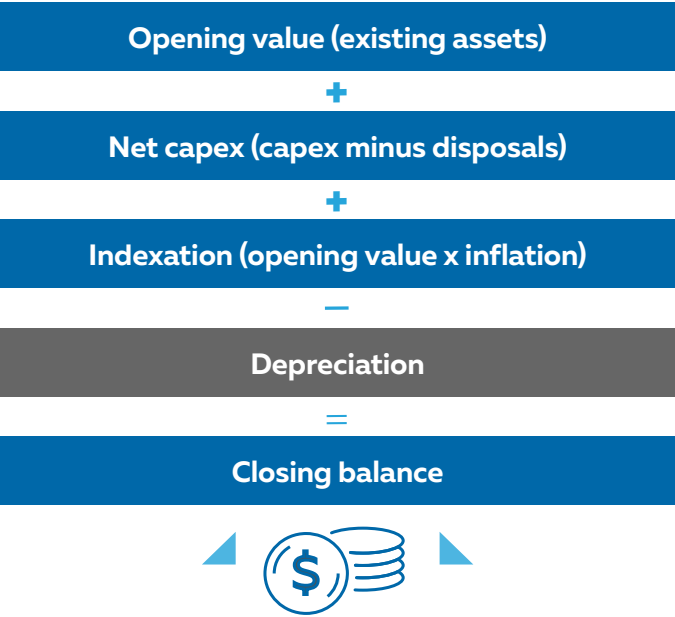 Opening value (existing assets)
+
Net capex (capex minus disposals)
+
Indexation (opening value x inflation)
−
Depreciation
=
Closing balance
$